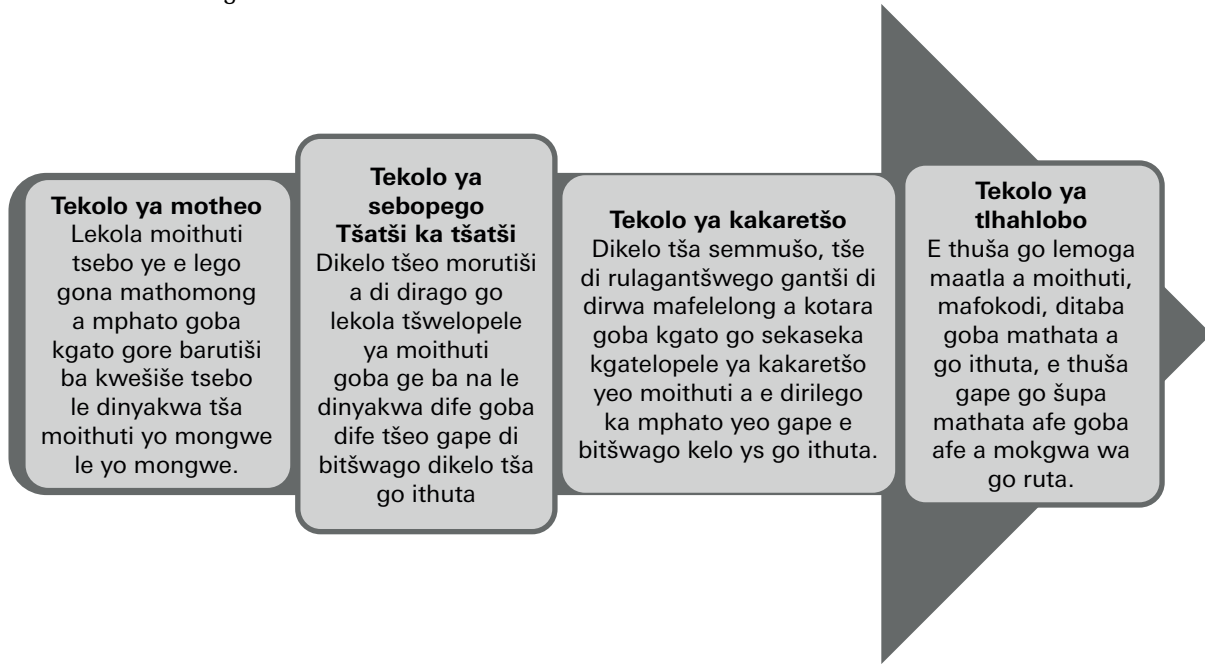 Tekolo ya motheo
Lekola moithuti
tsebo ye e lego
gona mathomong
a mphato goba
kgato gore barutiši
ba kwešiše tsebo
le dinyakwa tša
moithuti yo mongwe
le yo mongwe.
Tekolo ya
sebopego
Tšatši ka tšatši
Dikelo tšeo morutiši
a di dirago go
lekola tšwelopele
ya moithuti
goba ge ba na le
dinyakwa dife goba
dife tšeo gape di
bitšwago dikelo tša
go ithuta
Tekolo ya kakaretšo
Dikelo tša semmušo, tše
di rulagantšwego gantši di
dirwa mafelelong a kotara
goba kgato go sekaseka
kgatelopele ya kakaretšo
yeo moithuti a e dirilego
ka mphato yeo gape e
bitšwago kelo ys go ithuta.
Tekolo ya
tlhahlobo
E thuša go lemoga
maatla a moithuti,
mafokodi, ditaba
goba mathata a
go ithuta, e thuša
gape go šupa
mathata afe goba
afe a mokgwa wa
go ruta.